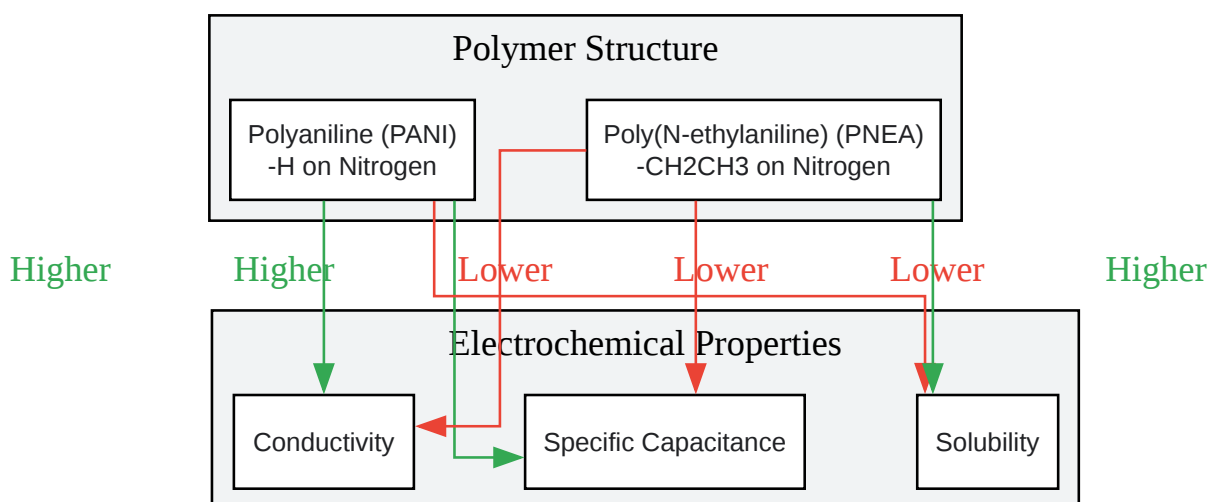 Polymer Structure
Polyaniline (PANI)
-H on Nitrogen
Poly(N-ethylaniline) (PNEA)
-CH2CH3 on Nitrogen
Higher
Higher
Lower
Lower
Lower
Higher
Electrochemical Properties
Conductivity
Specific Capacitance
Solubility